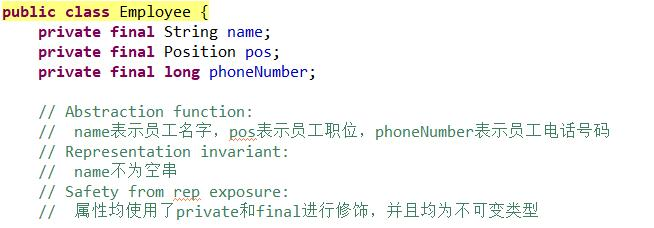 public class Employee {
private final String name;
private final Position pos;
private final long phoneNumber;
// Abstraction function:
// name表示员工名字，pos表示员工职位，phoneNumber表示员工电话号码
// Representation invariant:
// name不为空串
// Safety from rep exposure:
// 属性均使用了private和final进行修饰，并且均为不可变类型